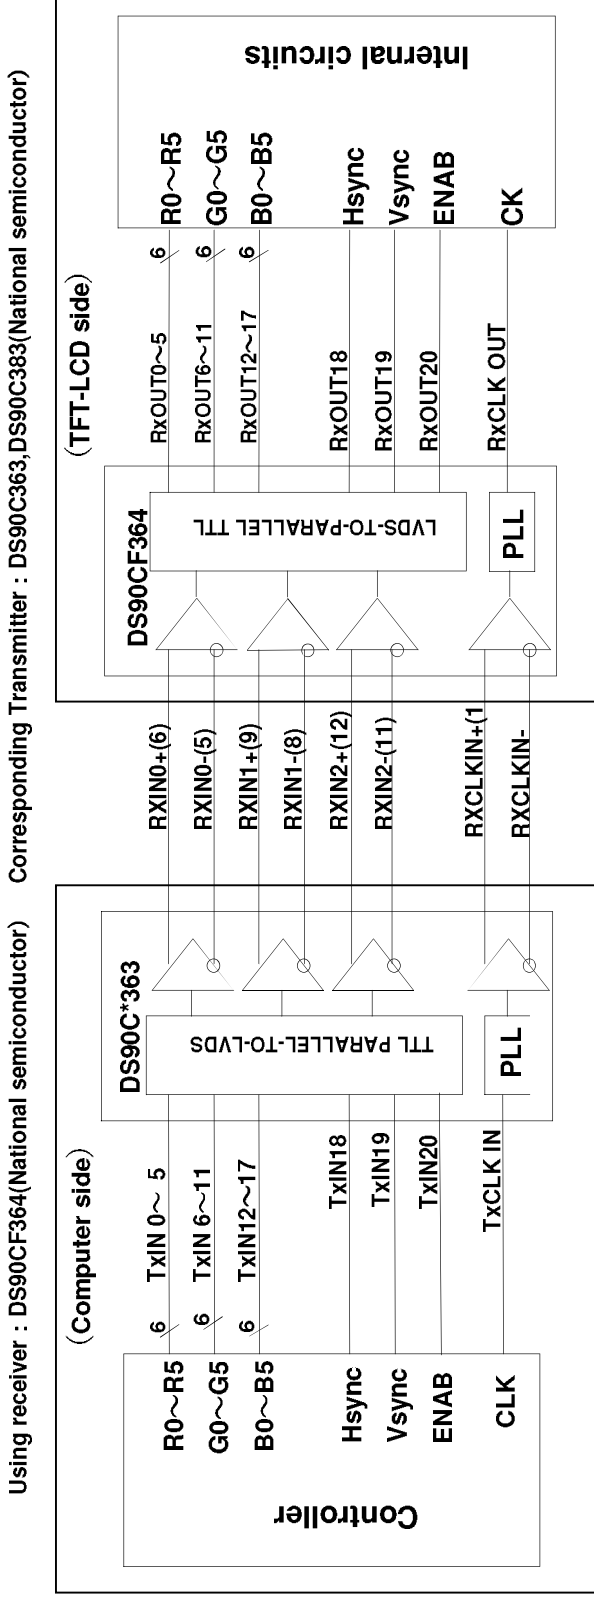 Using receiver : DS90CF364(National semiconductor)
Corresponding Transmitter : DS90C363,DS90C383(National semiconductor)
(Computer side)
(TFT-LCD side)
Controller
R0～R5
G0～G5
B0～B5
Hsync
Vsync
ENAB
CLK
6
6
6
TxIN 0～ 5
TxIN 6～11
TxIN12～17
TxIN18
TxIN19
TxIN20
TxCLK IN
DS90C*363
TTL PARALLEL-TO-LVDS
PLL
RXIN0+(6)
RXIN0-(5)
RXIN1+(9)
RXIN1-(8)
RXIN2+(12)
RXIN2-(11)
RXCLKIN+(1
RXCLKIN-
DS90CF364
LVDS-TO-PARALLEL TTL
PLL
RxOUT0～5
RxOUT6～11
RxOUT12～17
RxOUT18
RxOUT19
RxOUT20
RxCLK OUT
6
6
6
R0～R5
G0～G5
B0～B5
Hsync
Vsync
ENAB
CK
Internal circuits